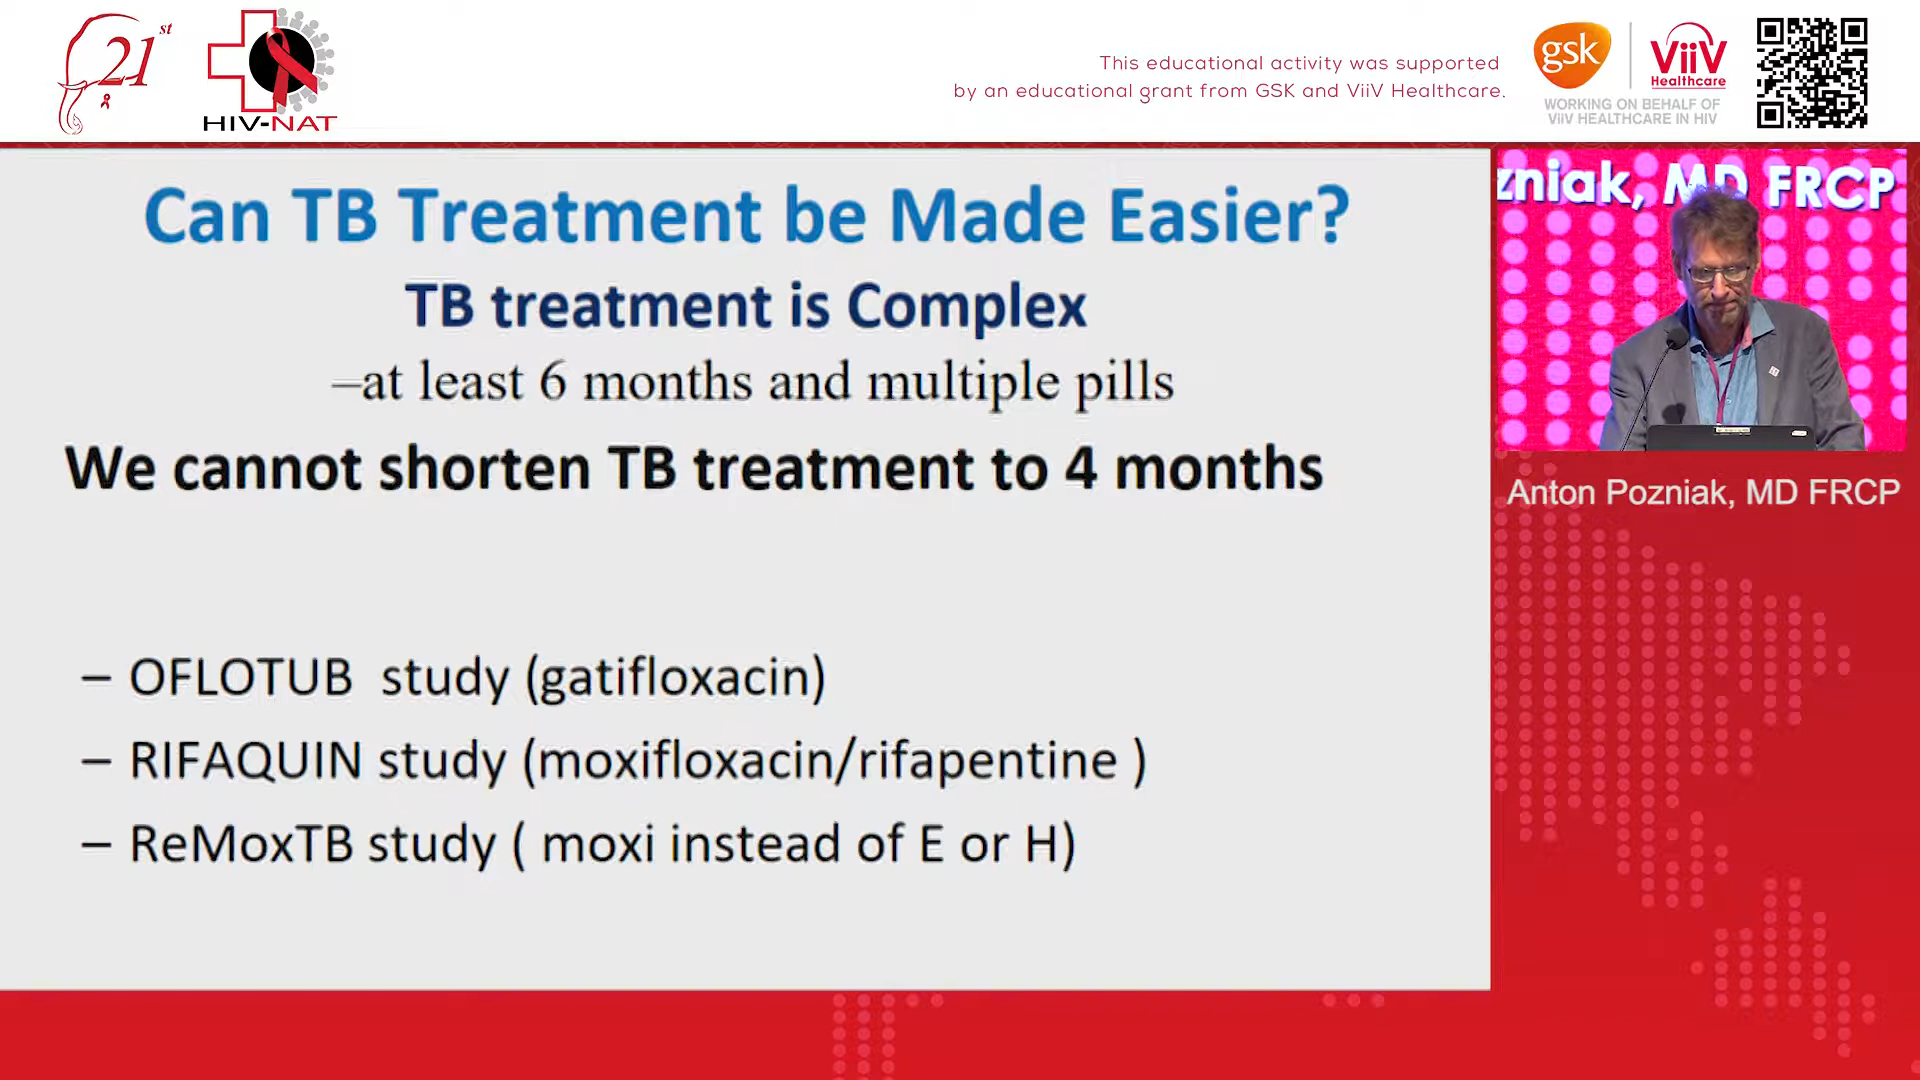 21st
HIV-NAT
This educational activity was supported
by an educational grant from GSK and ViiV Healthcare.
gsk
ViiV
Healthcare
WORKING ON BEHALF OF
ViiV HEALTHCARE IN HIV
Can TB Treatment be Made Easier?
TB treatment is Complex
–at least 6 months and multiple pills
We cannot shorten TB treatment to 4 months
– OFLOTUB study (gatifloxacin)
– RIFAQUIN study (moxifloxacin/rifapentine )
– ReMoxTB study ( moxi instead of E or H)
zniak, MD FRCP
Anton Pozniak, MD FRCP